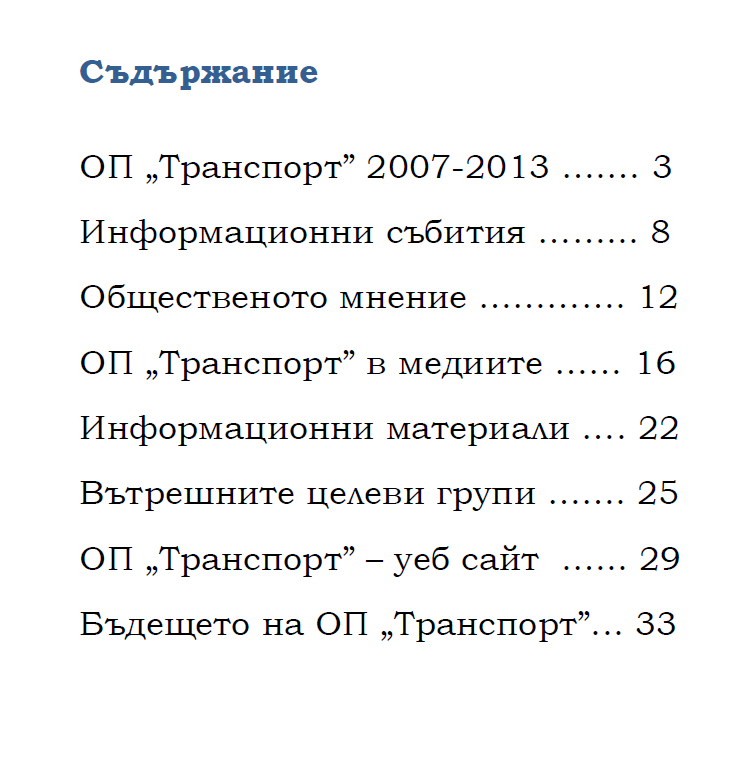 Съдържание
ОП „Транспорт” 2007-2013 ....... 3
Информационни събития ......... 8
Общественото мнение ............. 12
ОП „Транспорт” в медиите ...... 16
Информационни материали .... 22
Вътрешните целеви групи ....... 25
ОП „Транспорт” – уеб сайт  ...... 29
Бъдещето на ОП „Транспорт”... 33